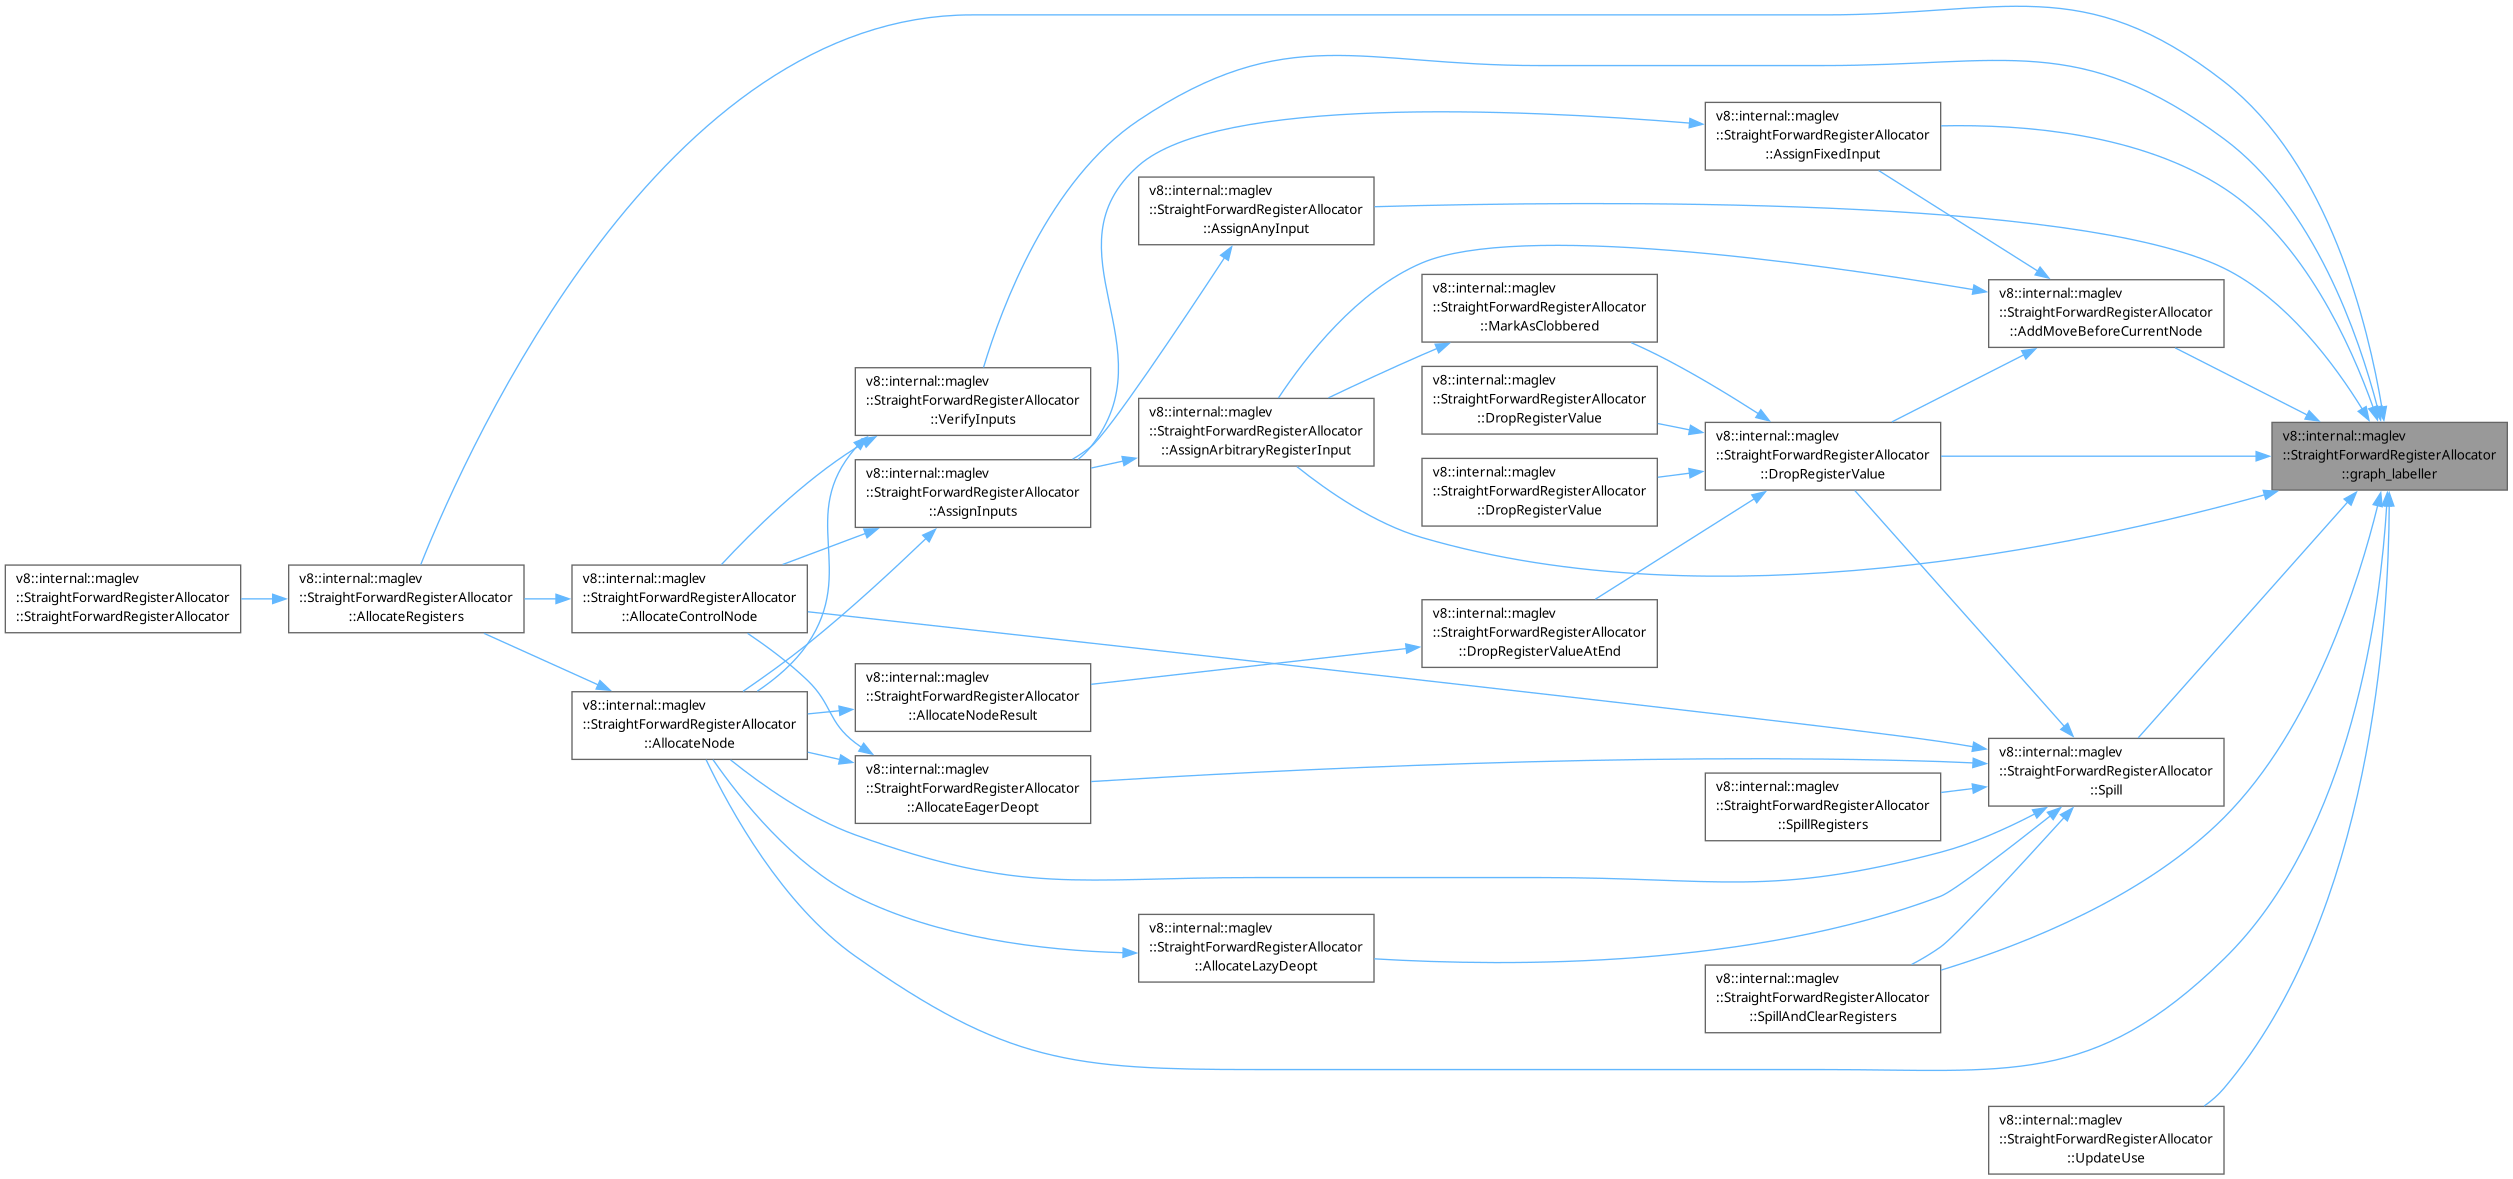 v8::internal::maglev
::StraightForwardRegisterAllocator
::StraightForwardRegisterAllocator
v8::internal::maglev
::StraightForwardRegisterAllocator
::AllocateRegisters
v8::internal::maglev
::StraightForwardRegisterAllocator
::AllocateControlNode
v8::internal::maglev
::StraightForwardRegisterAllocator
::AllocateNode
v8::internal::maglev
::StraightForwardRegisterAllocator
::VerifyInputs
v8::internal::maglev
::StraightForwardRegisterAllocator
::AssignInputs
v8::internal::maglev
::StraightForwardRegisterAllocator
::AllocateNodeResult
v8::internal::maglev
::StraightForwardRegisterAllocator
::AllocateEagerDeopt
v8::internal::maglev
::StraightForwardRegisterAllocator
::AssignAnyInput
v8::internal::maglev
::StraightForwardRegisterAllocator
::AssignArbitraryRegisterInput
v8::internal::maglev
::StraightForwardRegisterAllocator
::AllocateLazyDeopt
v8::internal::maglev
::StraightForwardRegisterAllocator
::MarkAsClobbered
v8::internal::maglev
::StraightForwardRegisterAllocator
::DropRegisterValue
v8::internal::maglev
::StraightForwardRegisterAllocator
::DropRegisterValue
v8::internal::maglev
::StraightForwardRegisterAllocator
::DropRegisterValueAtEnd
v8::internal::maglev
::StraightForwardRegisterAllocator
::AssignFixedInput
v8::internal::maglev
::StraightForwardRegisterAllocator
::DropRegisterValue
v8::internal::maglev
::StraightForwardRegisterAllocator
::SpillRegisters
v8::internal::maglev
::StraightForwardRegisterAllocator
::SpillAndClearRegisters
v8::internal::maglev
::StraightForwardRegisterAllocator
::AddMoveBeforeCurrentNode
v8::internal::maglev
::StraightForwardRegisterAllocator
::Spill
v8::internal::maglev
::StraightForwardRegisterAllocator
::UpdateUse
v8::internal::maglev
::StraightForwardRegisterAllocator
::graph_labeller